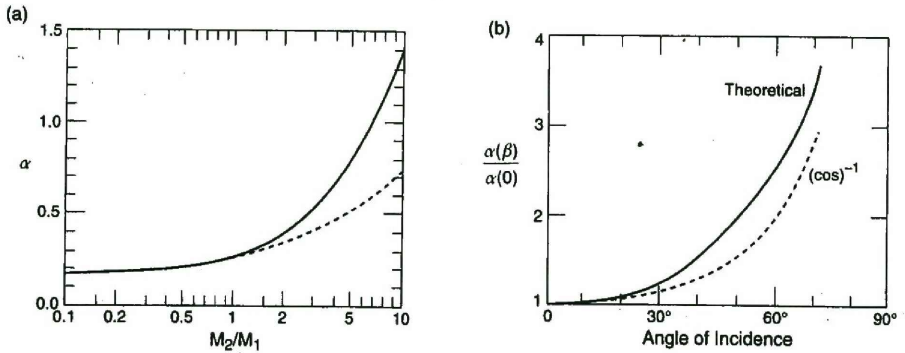 (a)
1.5
1.0
α
0.5
0.0
0.1 0.2 0.5 1 2 5 10
M2/M1
(b)
4
3
α(β)
α(0)
2
1
Theoretical
(cos)⁻¹
0 30° 60° 90°
Angle of Incidence